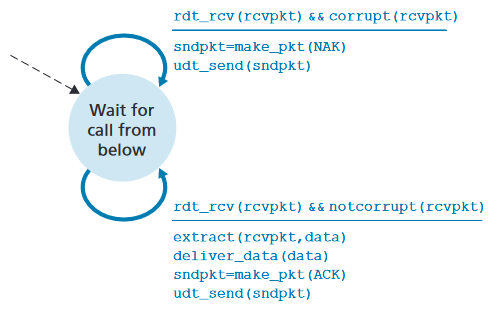 rdt_rcv(rcvpkt) && corrupt(rcvpkt)
sndpkt=make_pkt(NAK)
udt_send(sndpkt)
Wait for
call from
below
rdt_rcv(rcvpkt) && notcorrupt(rcvpkt)
extract(rcvpkt,data)
deliver_data(data)
sndpkt=make_pkt(ACK)
udt_send(sndpkt)